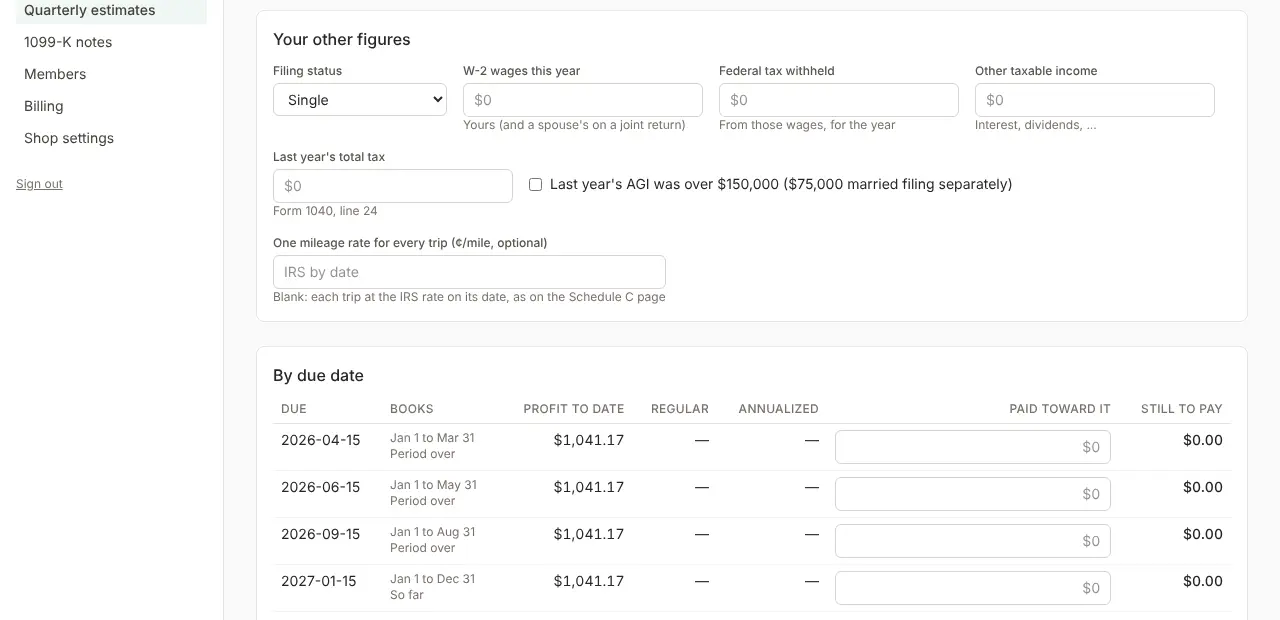 Quarterly estimates
1099-K notes
Members
Billing
Shop settings
Sign out
Your other figures
Filing status
Single
W-2 wages this year
$0
Yours (and a spouse's on a joint return)
Federal tax withheld
$0
From those wages, for the year
Other taxable income
$0
Interest, dividends, ...
Last year's total tax
$0
Form 1040, line 24
Last year's AGI was over $150,000 ($75,000 married filing separately)
One mileage rate for every trip (¢/mile, optional)
IRS by date
Blank: each trip at the IRS rate on its date, as on the Schedule C page
By due date
DUE BOOKS PROFIT TO DATE REGULAR ANNUALIZED PAID TOWARD IT STILL TO PAY
2026-04-15 Jan 1 to Mar 31 $1,041.17 — — $0 $0.00
Period over
2026-06-15 Jan 1 to May 31 $1,041.17 — — $0 $0.00
Period over
2026-09-15 Jan 1 to Aug 31 $1,041.17 — — $0 $0.00
Period over
2027-01-15 Jan 1 to Dec 31 $1,041.17 — — $0 $0.00
So far